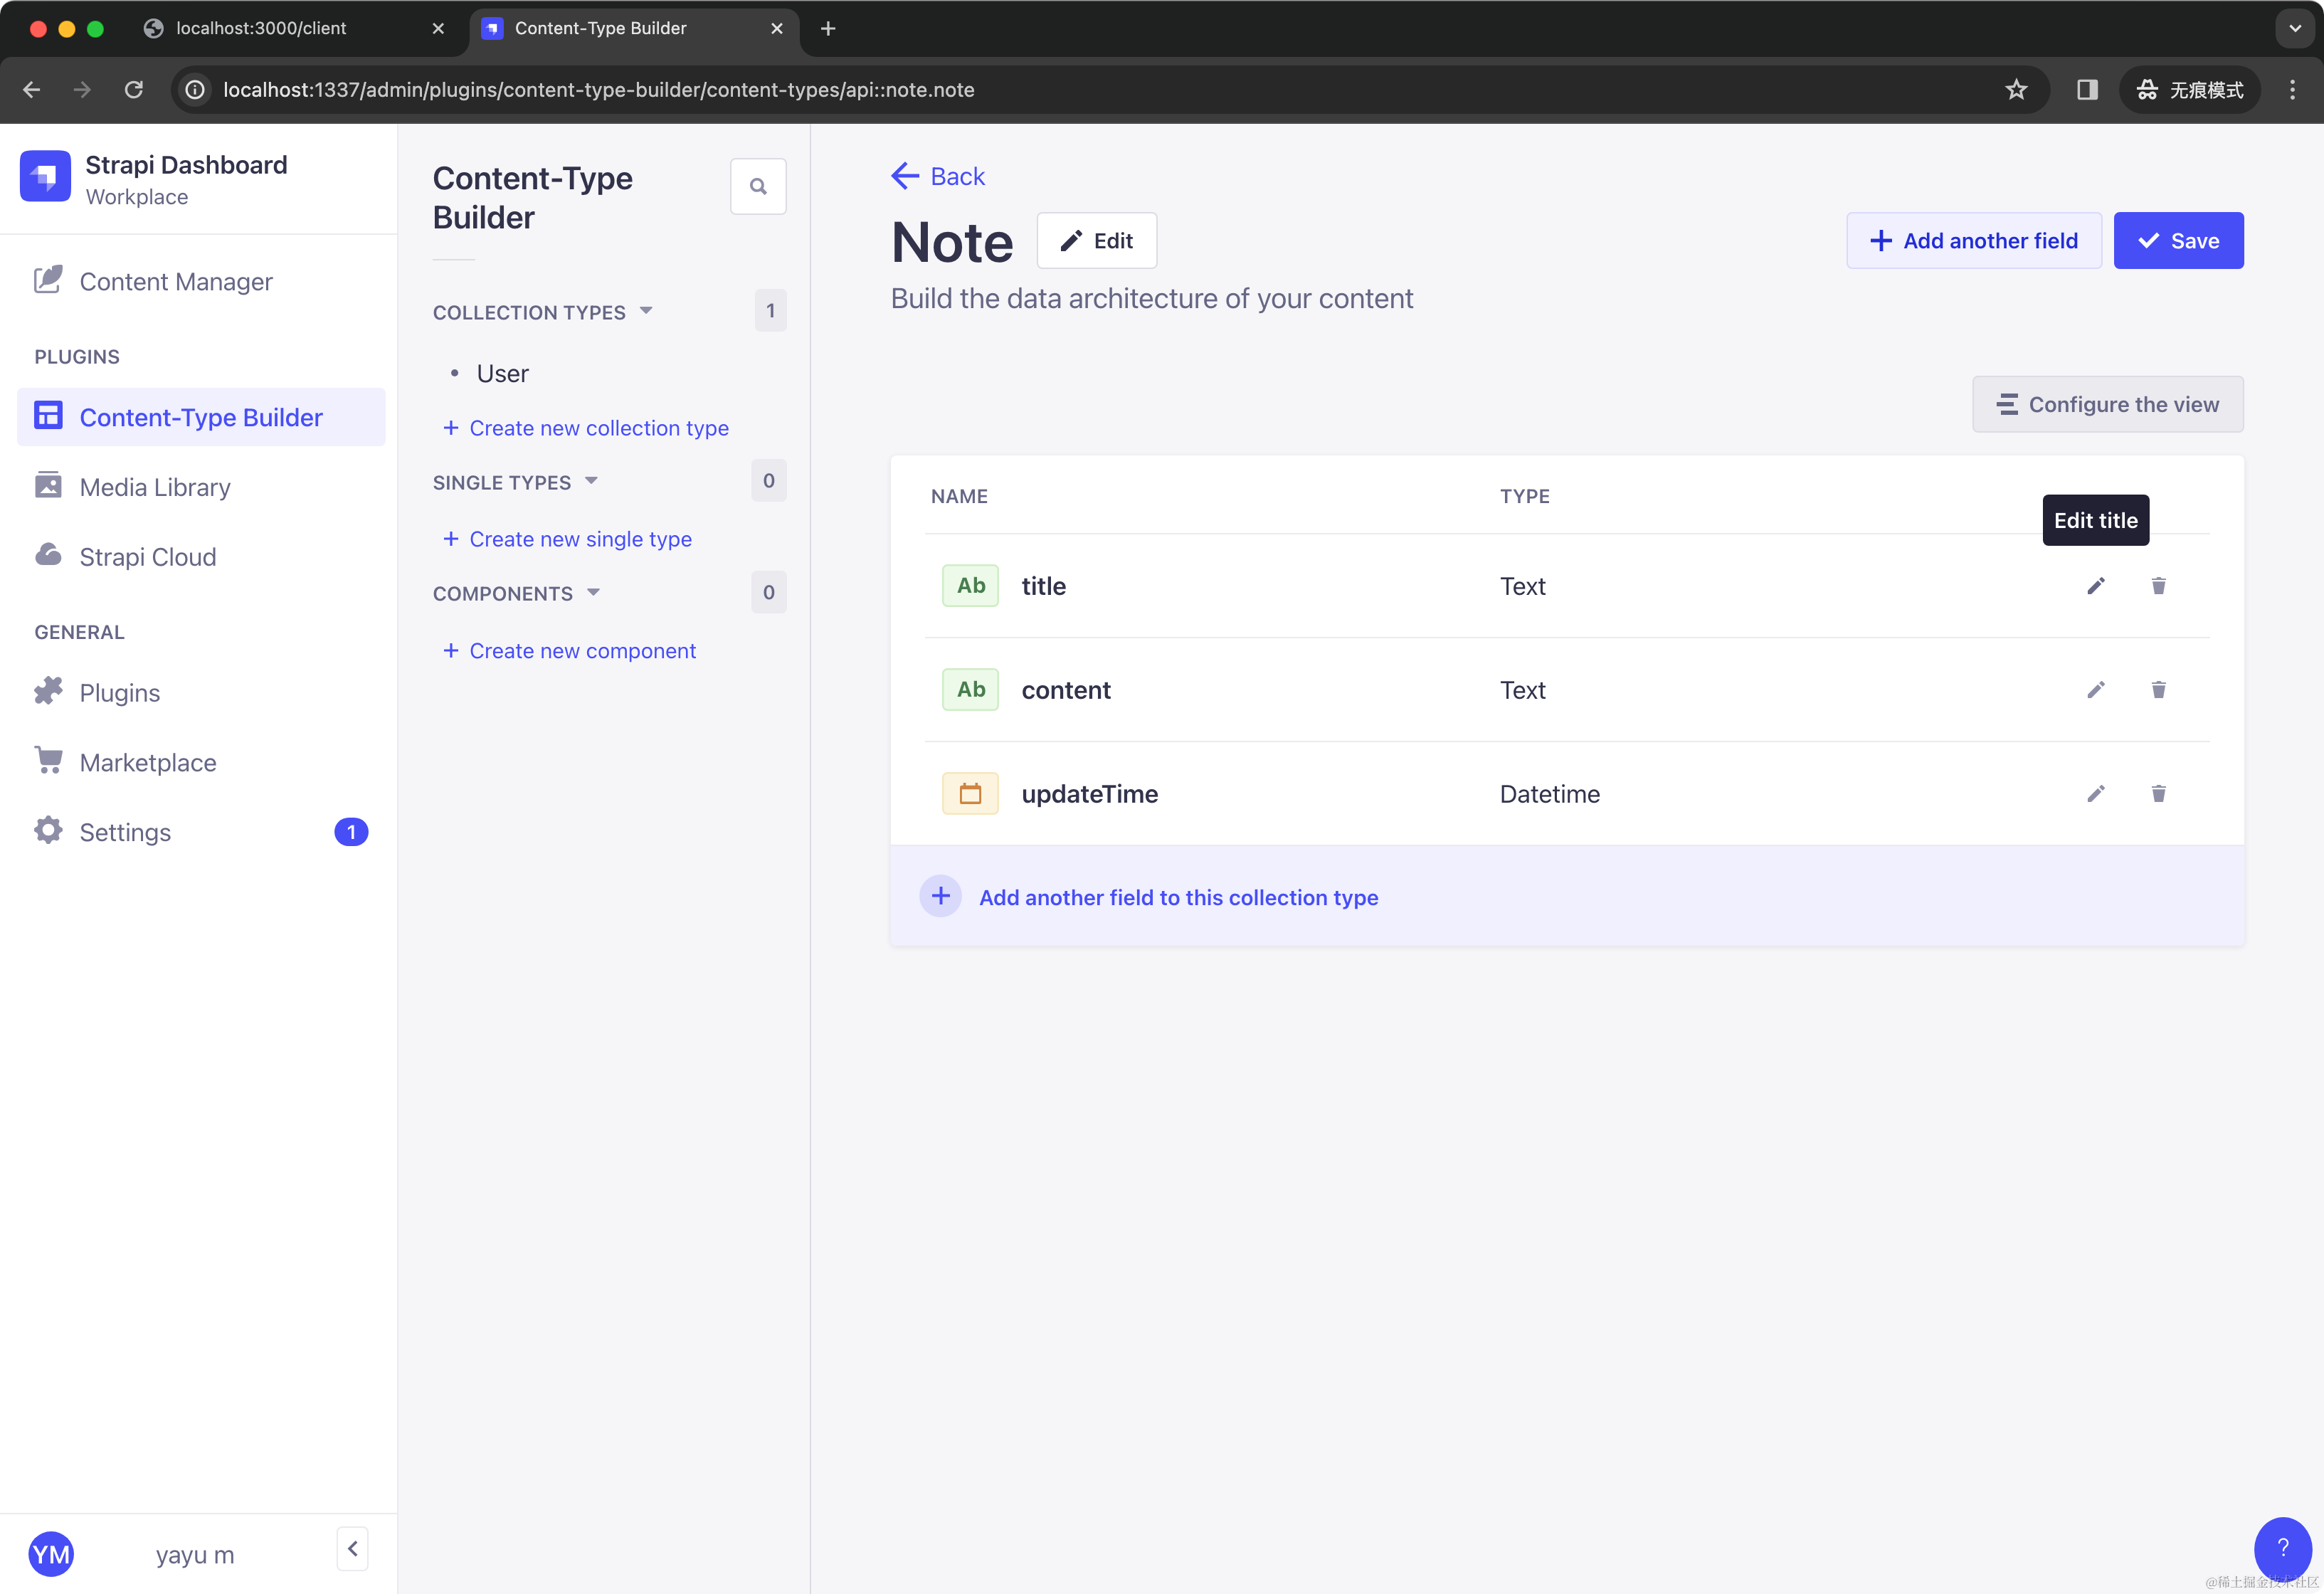 localhost:3000/client
Content-Type Builder
localhost:1337/admin/plugins/content-type-builder/content-types/api::note.note
无痕模式
Strapi Dashboard
Workplace
Content Manager
PLUGINS
Content-Type Builder
Media Library
Strapi Cloud
GENERAL
Plugins
Marketplace
Settings
1
YM
yayu m
Content-Type
Builder
COLLECTION TYPES
1
• User
+ Create new collection type
SINGLE TYPES
0
+ Create new single type
COMPONENTS
0
+ Create new component
Back
Note
Edit
Add another field
Save
Build the data architecture of your content
Configure the view
NAME
TYPE
Edit title
Ab
title
Text
Ab
content
Text
updateTime
Datetime
Add another field to this collection type
?
@稀土掘金技术社区